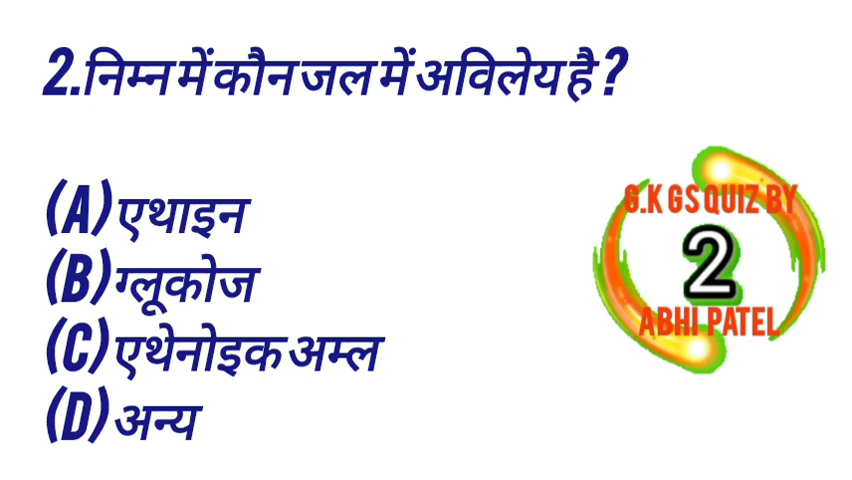 2.निम्न में कौन जल में अविलेय है ?
(A) एथाइन
(B) ग्लूकोज
(C) एथेनोइक अम्ल
(D) अन्य
G.K GS QUIZ BY
2
ABHI PATEL